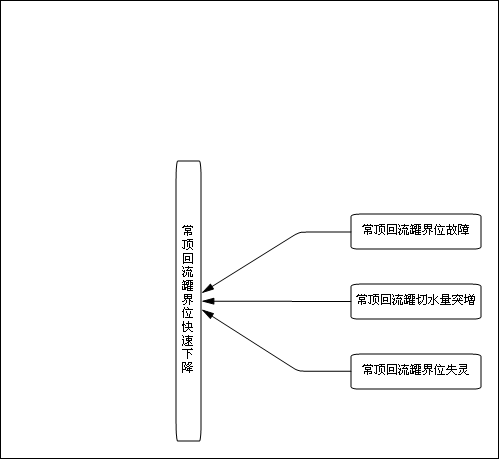 常顶回流罐界位快速下降
常顶回流罐界位故障
常顶回流罐切水量突增
常顶回流罐界位失灵